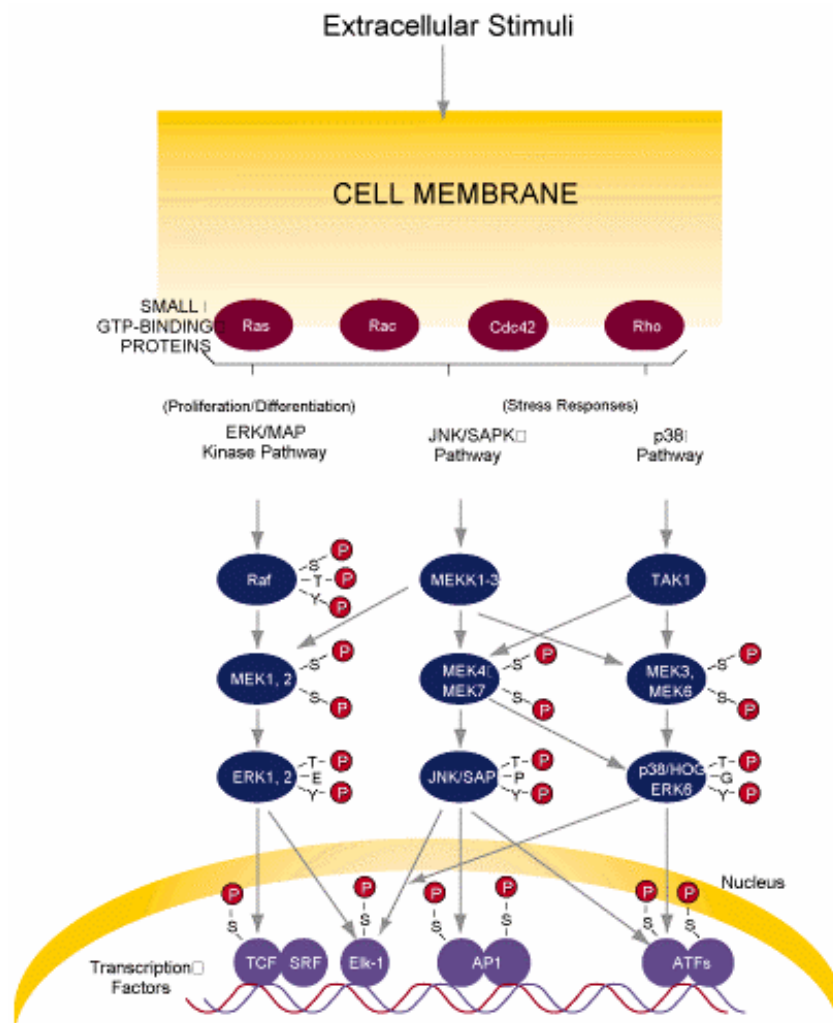 Extracellular Stimuli
CELL MEMBRANE
SMALL
GTP-BINDING
PROTEINS
Ras
Rac
Cdc42
Rho
(Proliferation/Differentiation)
(Stress Responses)
ERK/MAP
Kinase Pathway
JNK/SAPK
Pathway
p38
Pathway
Raf
S P
T P
Y P
MEKK1-3
TAK1
MEK1, 2
S P
S P
MEK4
MEK7
S P
S P
MEK3,
MEK6
S P
S P
ERK1, 2
T P
E
Y P
JNK/SAP
T P
P
Y P
p38/HOG
ERK6
T P
G
Y P
Nucleus
P
S
P
S
P
S
P
S
P
S
P
S
Transcription
Factors
TCF
SRF
Elk-1
AP1
ATFs